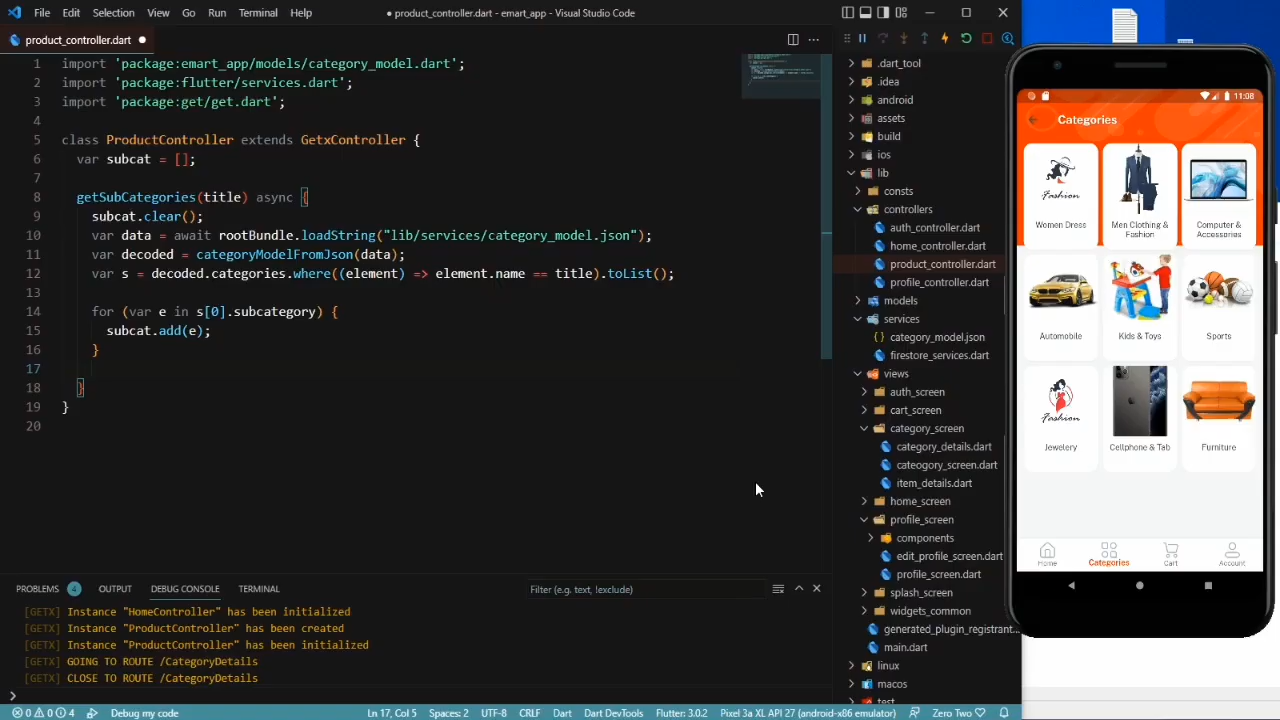 File Edit Selection View Go Run Terminal Help
● product_controller.dart - emart_app - Visual Studio Code
product_controller.dart ●
1 import 'package:emart_app/models/category_model.dart';
2 import 'package:flutter/services.dart';
3 import 'package:get/get.dart';
4
5 class ProductController extends GetxController {
6 var subcat = [];
7
8 getSubCategories(title) async {
9 subcat.clear();
10 var data = await rootBundle.loadString("lib/services/category_model.json");
11 var decoded = categoryModelFromJson(data);
12 var s = decoded.categories.where((element) => element.name == title).toList();
13
14 for (var e in s[0].subcategory) {
15 subcat.add(e);
16 }
17
18 }
19 }
20
PROBLEMS 4 OUTPUT DEBUG CONSOLE TERMINAL
Filter (e.g. text, !exclude)
[GETX] Instance "HomeController" has been initialized
[GETX] Instance "ProductController" has been created
[GETX] Instance "ProductController" has been initialized
[GETX] GOING TO ROUTE /CategoryDetails
[GETX] CLOSE TO ROUTE /CategoryDetails
0 0 4 Debug my code
Ln 17, Col 5 Spaces: 2 UTF-8 CRLF Dart Dart DevTools Flutter: 3.0.2 Pixel 3a XL API 27 (android-x86 emulator) Zero Two
.dart_tool
.idea
android
assets
build
ios
lib
consts
controllers
auth_controller.dart
home_controller.dart
product_controller.dart
profile_controller.dart
models
services
category_model.json
firestore_services.dart
views
auth_screen
cart_screen
category_screen
category_details.dart
cateogory_screen.dart
item_details.dart
home_screen
profile_screen
components
edit_profile_screen.dart
profile_screen.dart
splash_screen
widgets_common
generated_plugin_registrant...
main.dart
linux
macos
test
11:08
Categories
Fashion
Women Dress
Men Clothing &
Fashion
Computer &
Accessories
Automobile
Kids & Toys
Sports
Fashion
Jewelery
Cellphone & Tab
Furniture
Home Categories Cart Account